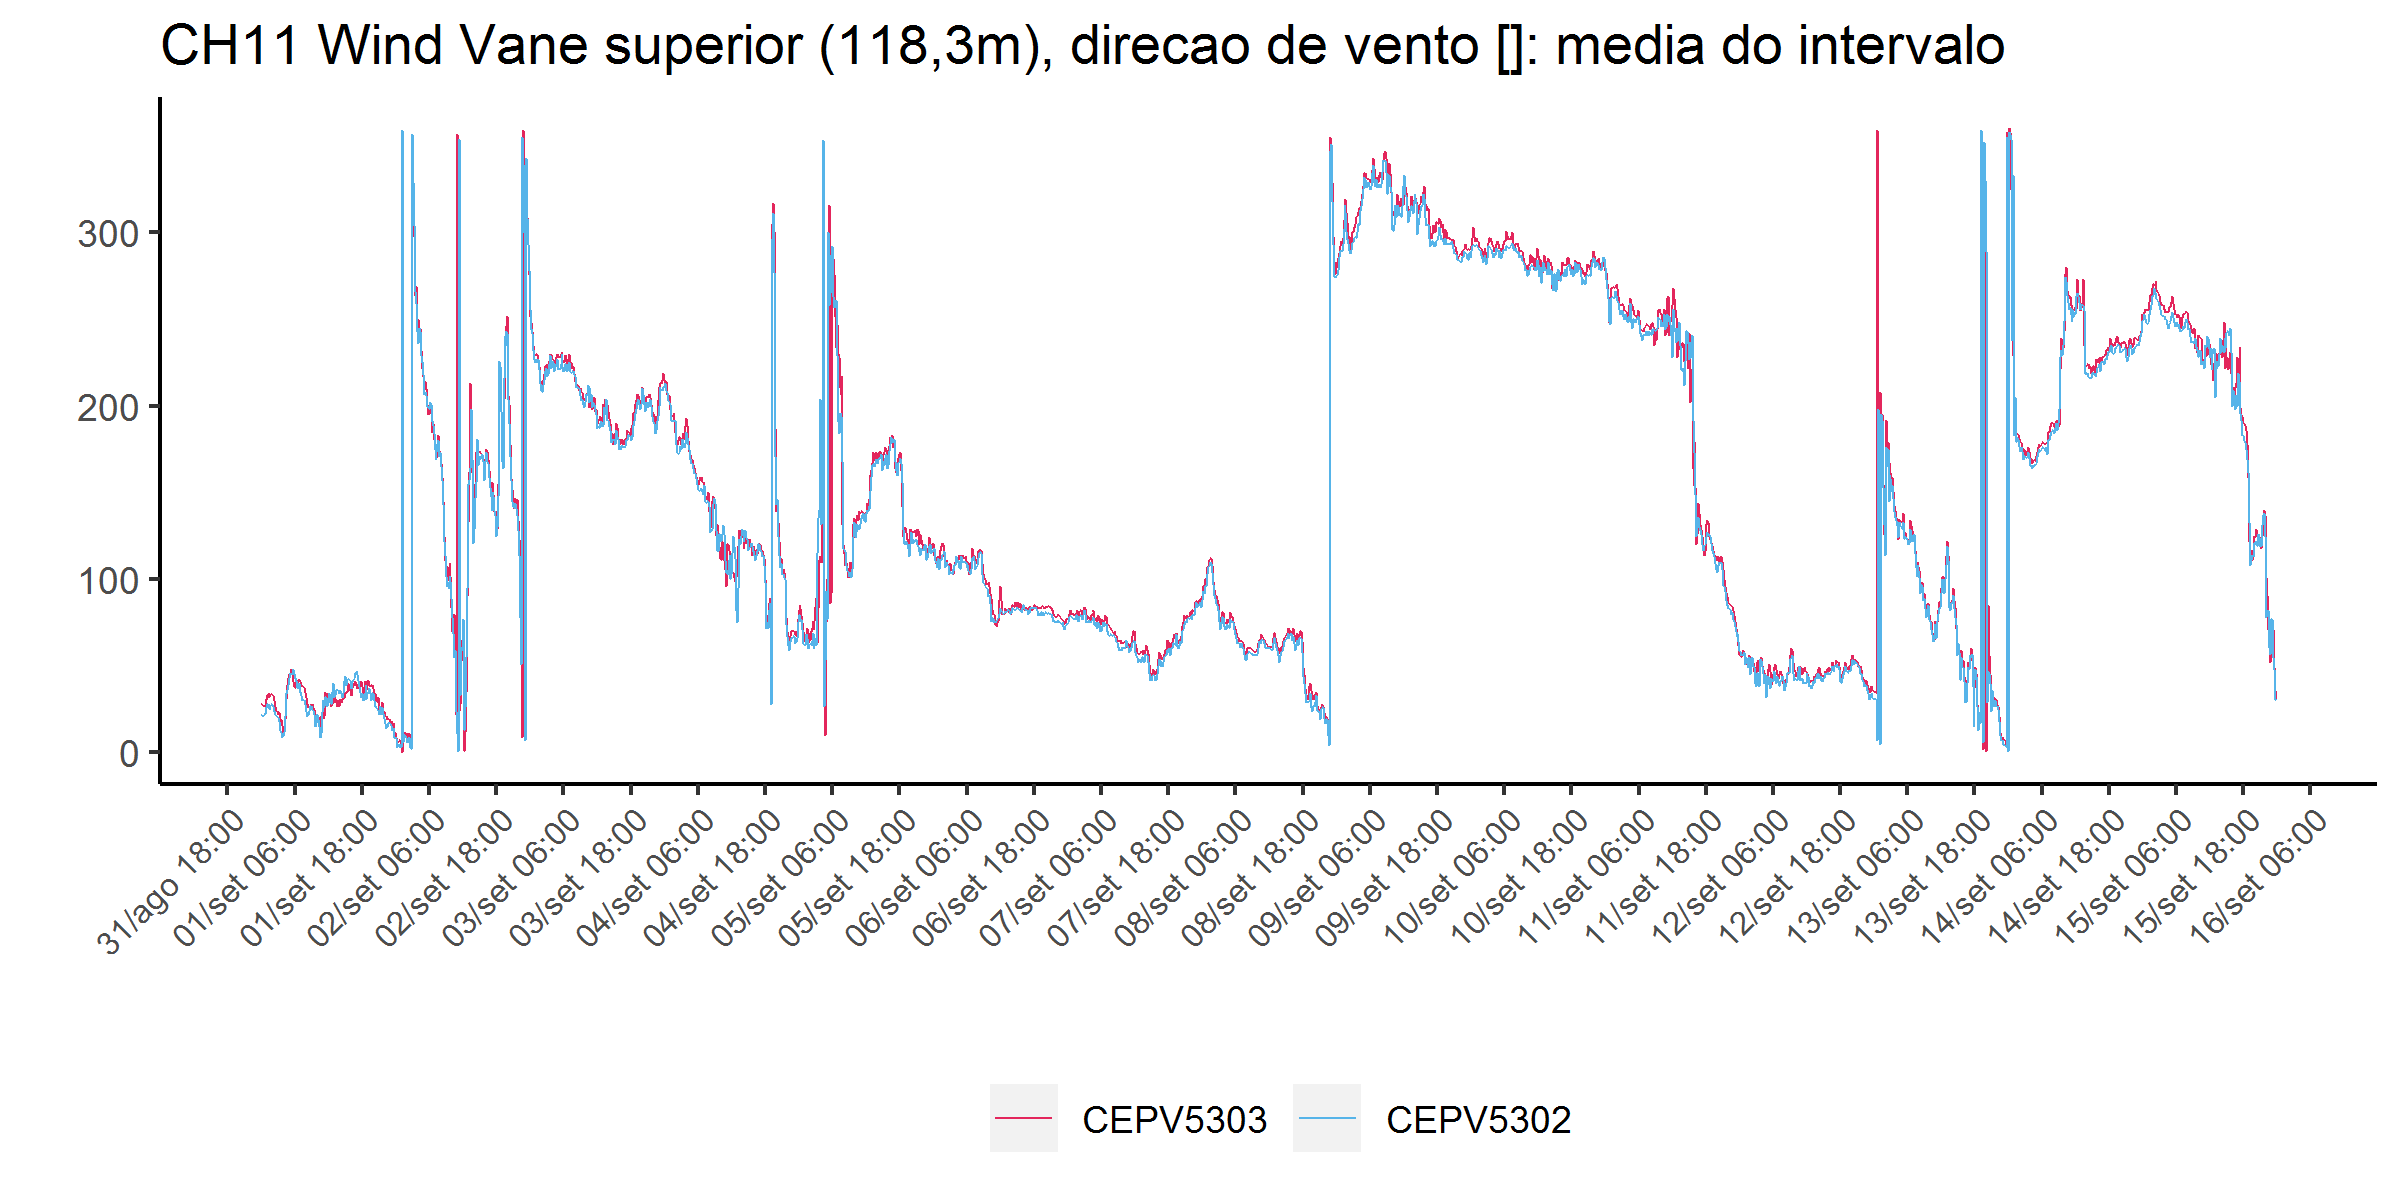 CH11 Wind Vane superior (118,3m), direcao de vento []: media do intervalo
300
200
100
0
31/ago 18:00
01/set 06:00
01/set 18:00
02/set 06:00
02/set 18:00
03/set 06:00
03/set 18:00
04/set 06:00
04/set 18:00
05/set 06:00
05/set 18:00
06/set 06:00
06/set 18:00
07/set 06:00
07/set 18:00
08/set 06:00
08/set 18:00
09/set 06:00
09/set 18:00
10/set 06:00
10/set 18:00
11/set 06:00
11/set 18:00
12/set 06:00
12/set 18:00
13/set 06:00
13/set 18:00
14/set 06:00
14/set 18:00
15/set 06:00
15/set 18:00
16/set 06:00
CEPV5303
CEPV5302